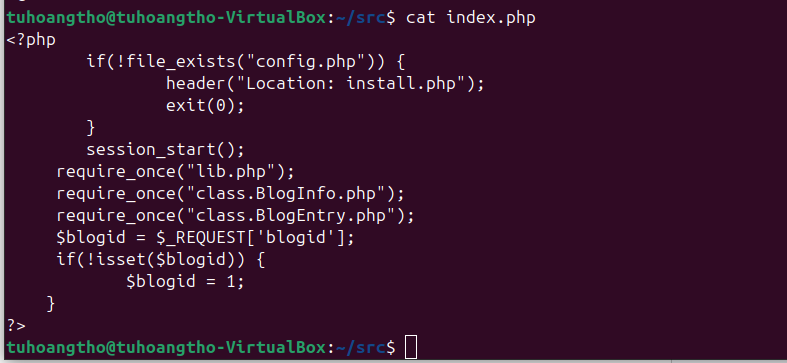 tuhoangtho@tuhoangtho-VirtualBox:~/src$ cat index.php
<?php
        if(!file_exists("config.php")) {
                header("Location: install.php");
                exit(0);
        }
        session_start();
     require_once("lib.php");
     require_once("class.BlogInfo.php");
     require_once("class.BlogEntry.php");
     $blogid = $_REQUEST['blogid'];
     if(!isset($blogid)) {
            $blogid = 1;
    }
?>
tuhoangtho@tuhoangtho-VirtualBox:~/src$